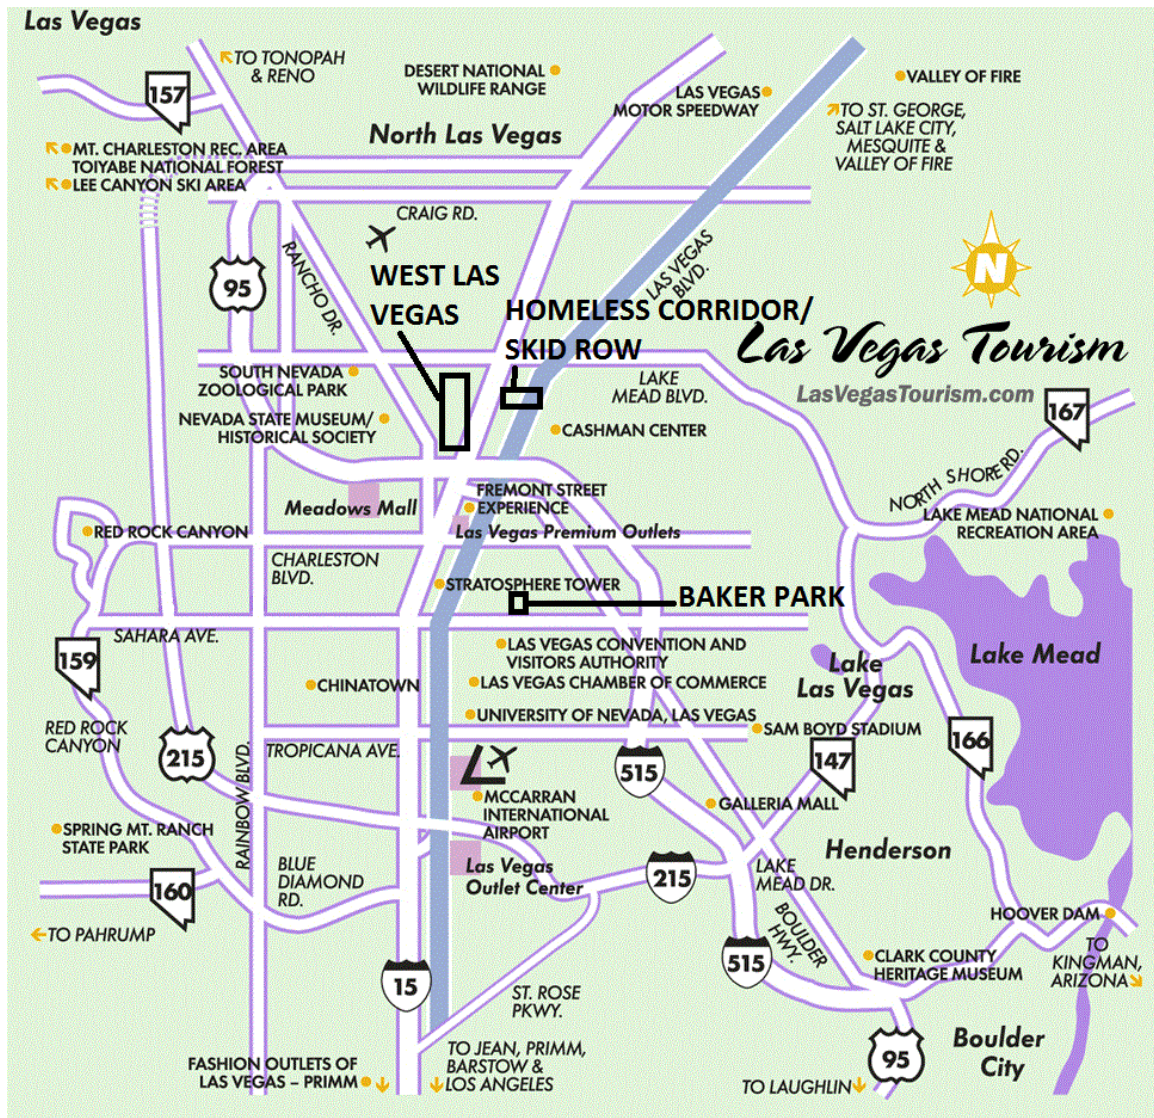 Las Vegas
TO TONOPAH
& RENO
157
DESERT NATIONAL
WILDLIFE RANGE
LAS VEGAS
MOTOR SPEEDWAY
VALLEY OF FIRE
TO ST. GEORGE,
SALT LAKE CITY,
MESQUITE &
VALLEY OF FIRE
North Las Vegas
MT. CHARLESTON REC. AREA
TOIYABE NATIONAL FOREST
LEE CANYON SKI AREA
CRAIG RD.
RANCHO DR.
95
LAS VEGAS
BLVD.
N
WEST LAS
VEGAS
HOMELESS CORRIDOR/
SKID ROW
Las Vegas Tourism
LasVegasTourism.com
SOUTH NEVADA
ZOOLOGICAL PARK
LAKE
MEAD BLVD.
167
NEVADA STATE MUSEUM/
HISTORICAL SOCIETY
CASHMAN CENTER
NORTH SHORE RD.
Meadows Mall
FREMONT STREET
EXPERIENCE
Las Vegas Premium Outlets
LAKE MEAD NATIONAL
RECREATION AREA
RED ROCK CANYON
CHARLESTON
BLVD.
STRATOSPHERE TOWER
BAKER PARK
SAHARA AVE.
159
LAS VEGAS CONVENTION AND
VISITORS AUTHORITY
Lake
Las Vegas
Lake Mead
CHINATOWN
LAS VEGAS CHAMBER OF COMMERCE
UNIVERSITY OF NEVADA, LAS VEGAS
SAM BOYD STADIUM
RED ROCK
CANYON
215
RAINBOW BLVD.
TROPICANA AVE.
515
147
166
MCCARRAN
INTERNATIONAL
AIRPORT
GALLERIA MALL
SPRING MT. RANCH
STATE PARK
Henderson
160
BLUE
DIAMOND
RD.
Las Vegas
Outlet Center
215
LAKE
MEAD DR.
TO PAHRUMP
BOULDER
HWY.
HOOVER DAM
515
CLARK COUNTY
HERITAGE MUSEUM
TO
KINGMAN,
ARIZONA
15
ST. ROSE
PKWY.
FASHION OUTLETS OF
LAS VEGAS – PRIMM
TO JEAN, PRIMM,
BARSTOW &
LOS ANGELES
95
Boulder
City
TO LAUGHLIN